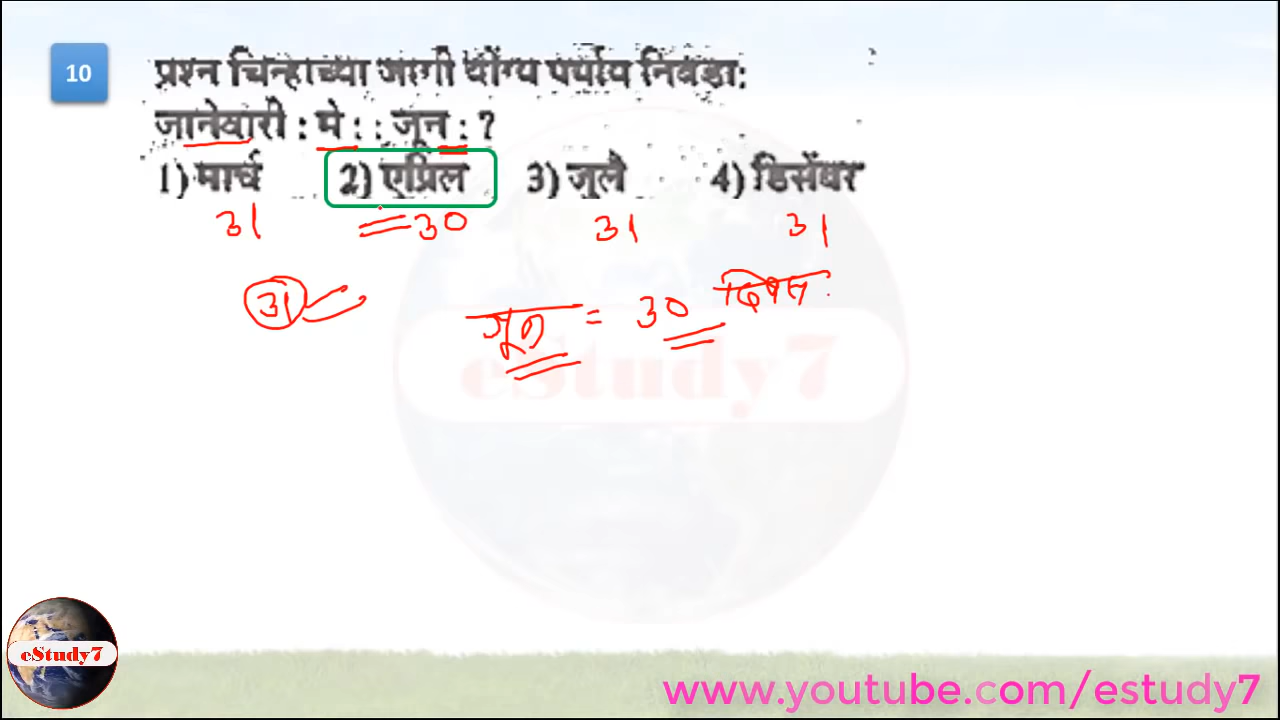 10
प्रश्न चिन्हाच्या जागी योग्य पर्याय निवडा:
जानेवारी : मे : : जून : ?
1) मार्च 2) एप्रिल 3) जुलै 4) डिसेंबर
31 30 31 31
31 जून = 30 दिवस
eStudy7
eStudy7
www.youtube.com/estudy7